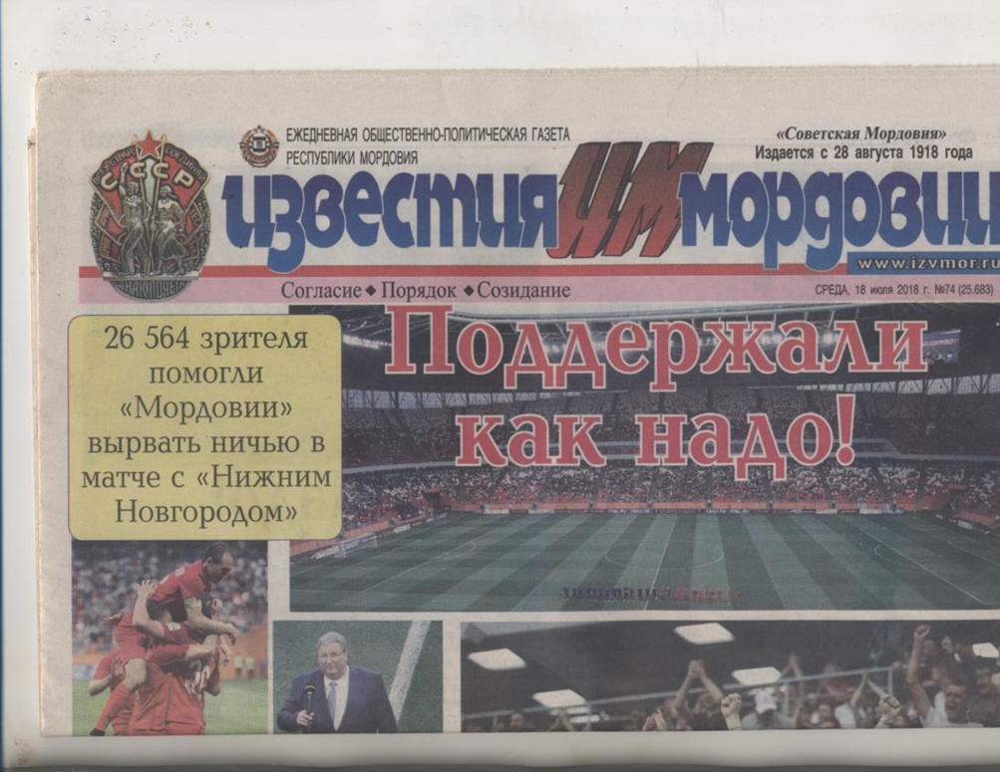 ЕЖЕДНЕВНАЯ ОБЩЕСТВЕННО-ПОЛИТИЧЕСКАЯ ГАЗЕТА
РЕСПУБЛИКИ МОРДОВИЯ
«Советская Мордовия»
Издается с 28 августа 1918 года
СССР
ЗНАК ПОЧЕТА
известия ИМ мордовии
www.izvmor.ru
Согласие ◆ Порядок ◆ Созидание
СРЕДА, 18 июля 2018 г. №74 (25.683)
26 564 зрителя
помогли
«Мордовии»
вырвать ничью в
матче с «Нижним
Новгородом»
Поддержали
как надо!